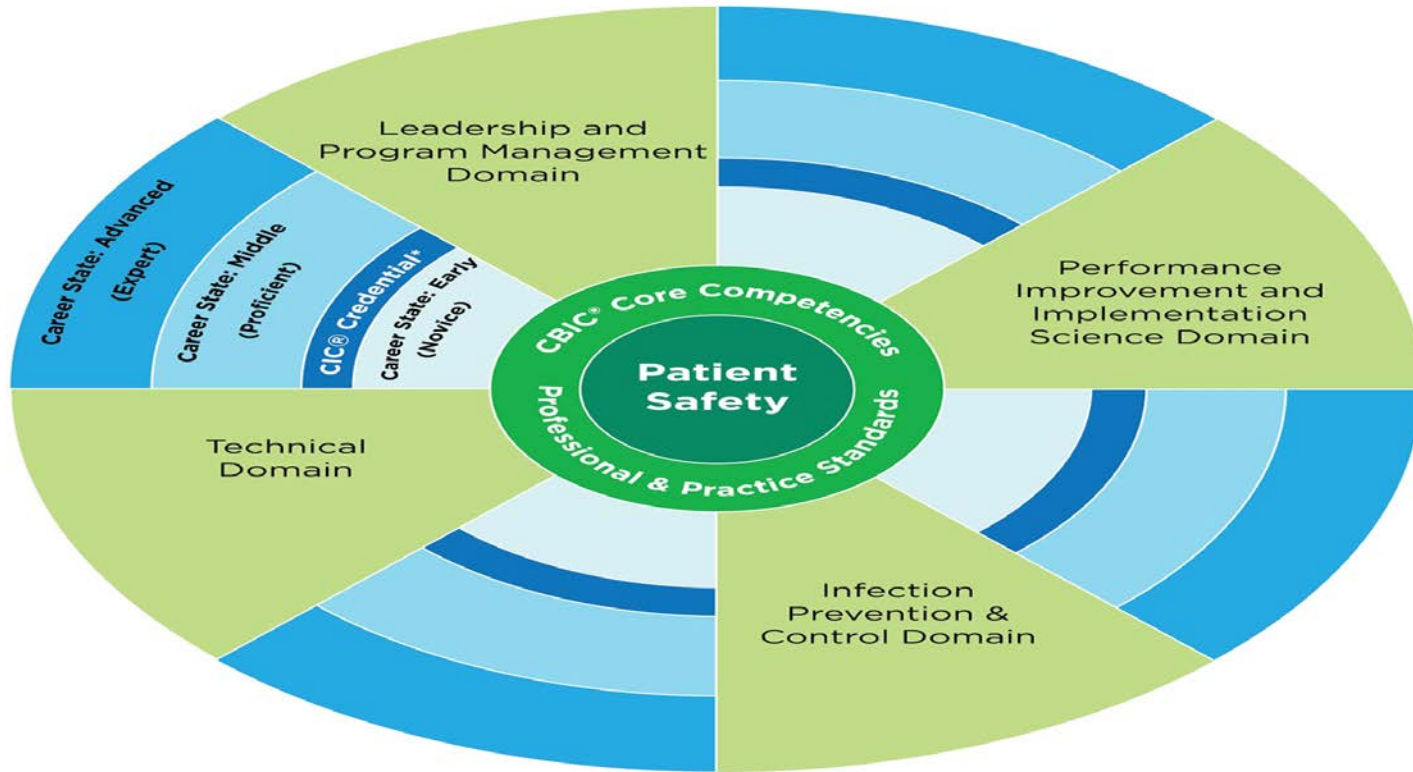 Leadership and
Program Management
Domain
Career State: Advanced
(Expert)
Career State: Middle
(Proficient)
CIC® Credential*
Career State: Early
(Novice)
Performance
Improvement and
Implementation
Science Domain
CBIC® Core Competencies
Patient
Safety
Professional & Practice Standards
Technical
Domain
Infection
Prevention &
Control Domain